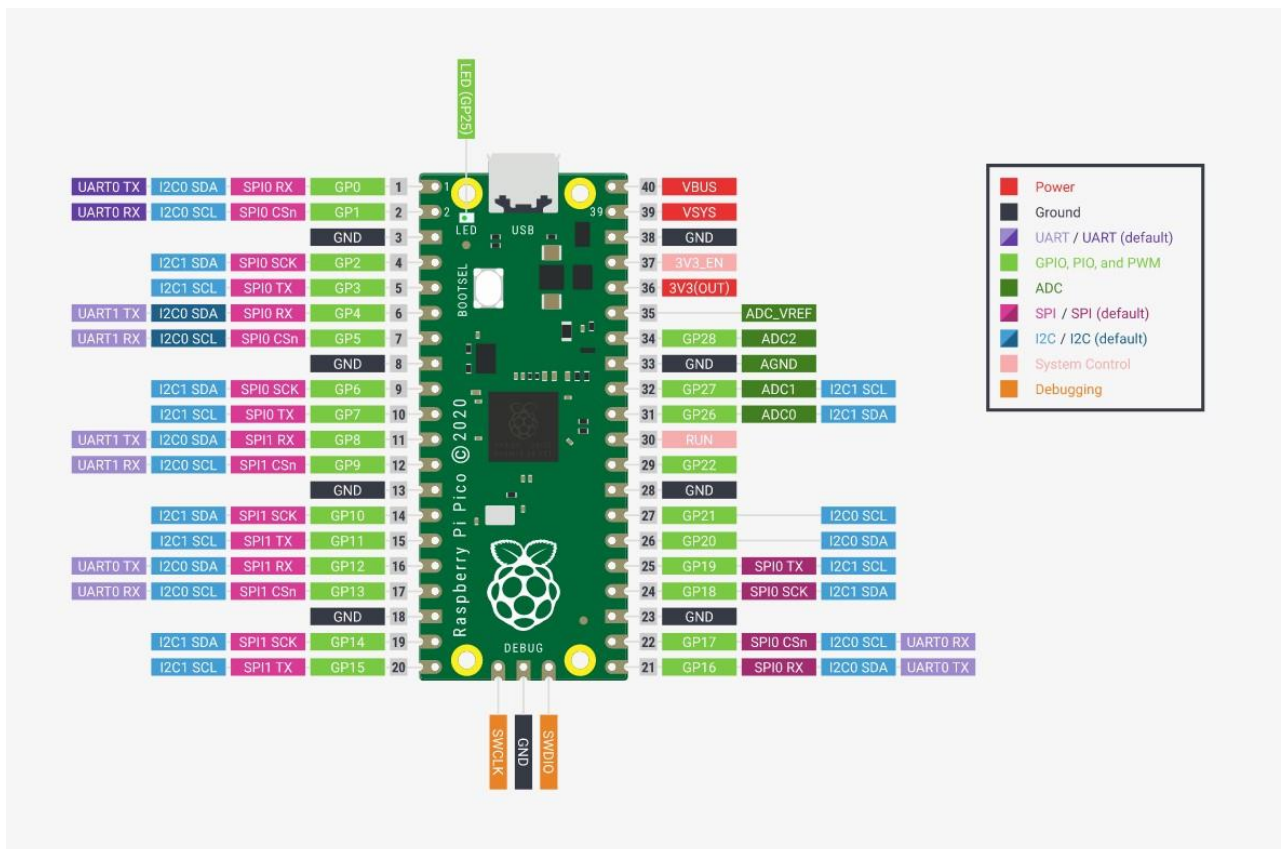 LED (GP25)
UART0 TX I2C0 SDA SPI0 RX GP0 1 1 40 VBUS
UART0 RX I2C0 SCL SPI0 CSn GP1 2 2 39 39 VSYS
GND 3 LED USB 38 GND
I2C1 SDA SPI0 SCK GP2 4 37 3V3_EN
I2C1 SCL SPI0 TX GP3 5 BOOTSEL 36 3V3(OUT)
UART1 TX I2C0 SDA SPI0 RX GP4 6 35 ADC_VREF
UART1 RX I2C0 SCL SPI0 CSn GP5 7 34 GP28 ADC2
GND 8 33 GND AGND
I2C1 SDA SPI0 SCK GP6 9 32 GP27 ADC1 I2C1 SCL
I2C1 SCL SPI0 TX GP7 10 31 GP26 ADC0 I2C1 SDA
UART1 TX I2C0 SDA SPI1 RX GP8 11 30 RUN
UART1 RX I2C0 SCL SPI1 CSn GP9 12 29 GP22
GND 13 28 GND
I2C1 SDA SPI1 SCK GP10 14 27 GP21 I2C0 SCL
I2C1 SCL SPI1 TX GP11 15 26 GP20 I2C0 SDA
UART0 TX I2C0 SDA SPI1 RX GP12 16 25 GP19 SPI0 TX I2C1 SCL
UART0 RX I2C0 SCL SPI1 CSn GP13 17 24 GP18 SPI0 SCK I2C1 SDA
GND 18 23 GND
I2C1 SDA SPI1 SCK GP14 19 22 GP17 SPI0 CSn I2C0 SCL UART0 RX
I2C1 SCL SPI1 TX GP15 20 21 GP16 SPI0 RX I2C0 SDA UART0 TX
Raspberry Pi Pico ©2020
DEBUG
SWCLK GND SWDIO
Power
Ground
UART / UART (default)
GPIO, PIO, and PWM
ADC
SPI / SPI (default)
I2C / I2C (default)
System Control
Debugging